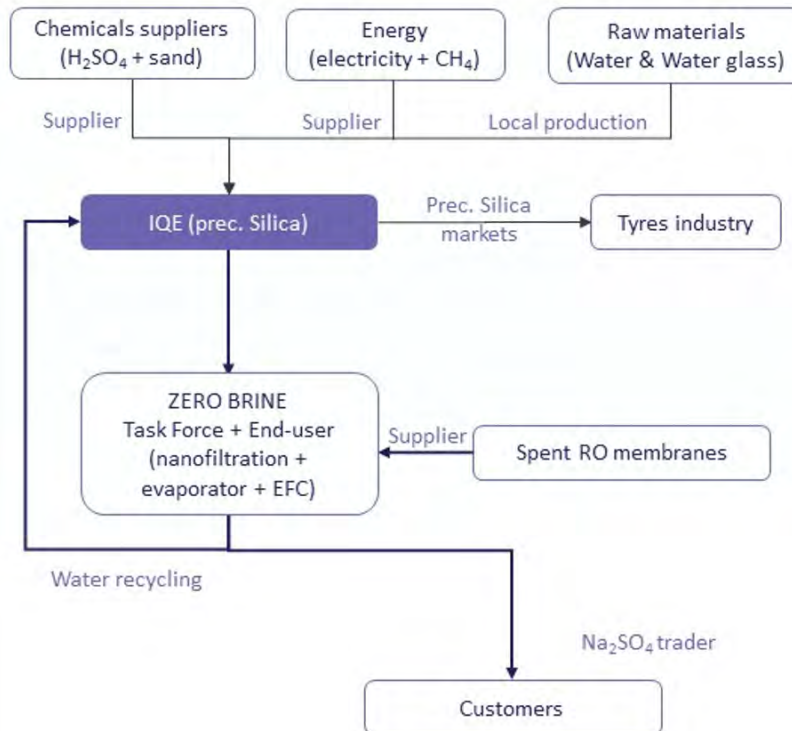 Chemicals suppliers
(H₂SO₄ + sand)
Energy
(electricity + CH₄)
Raw materials
(Water & Water glass)
Supplier
Supplier
Local production
IQE (prec. Silica)
Prec. Silica
markets
Tyres industry
ZERO BRINE
Task Force + End-user
(nanofiltration +
evaporator + EFC)
Supplier
Spent RO membranes
Water recycling
Na₂SO₄ trader
Customers